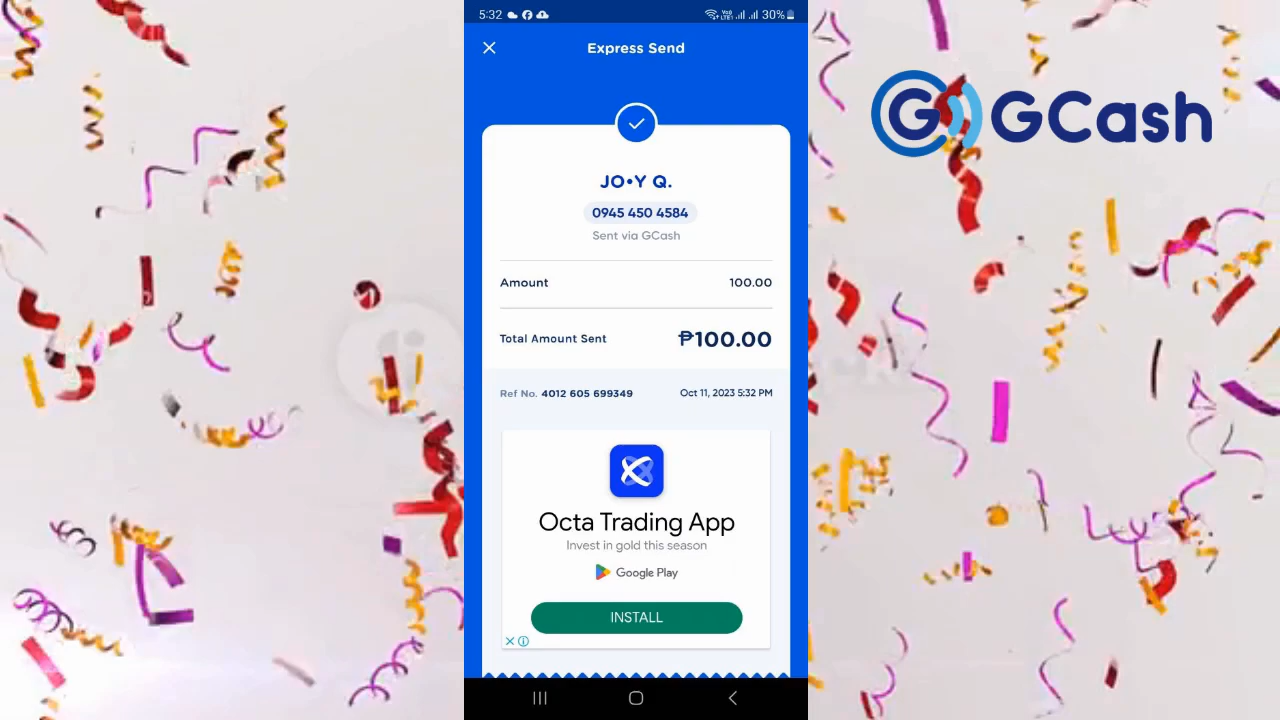 5:32
30%
Express Send
GCash
JO•Y Q.
0945 450 4584
Sent via GCash
Amount 100.00
Total Amount Sent ₱100.00
Ref No. 4012 605 699349 Oct 11, 2023 5:32 PM
Octa Trading App
Invest in gold this season
Google Play
INSTALL